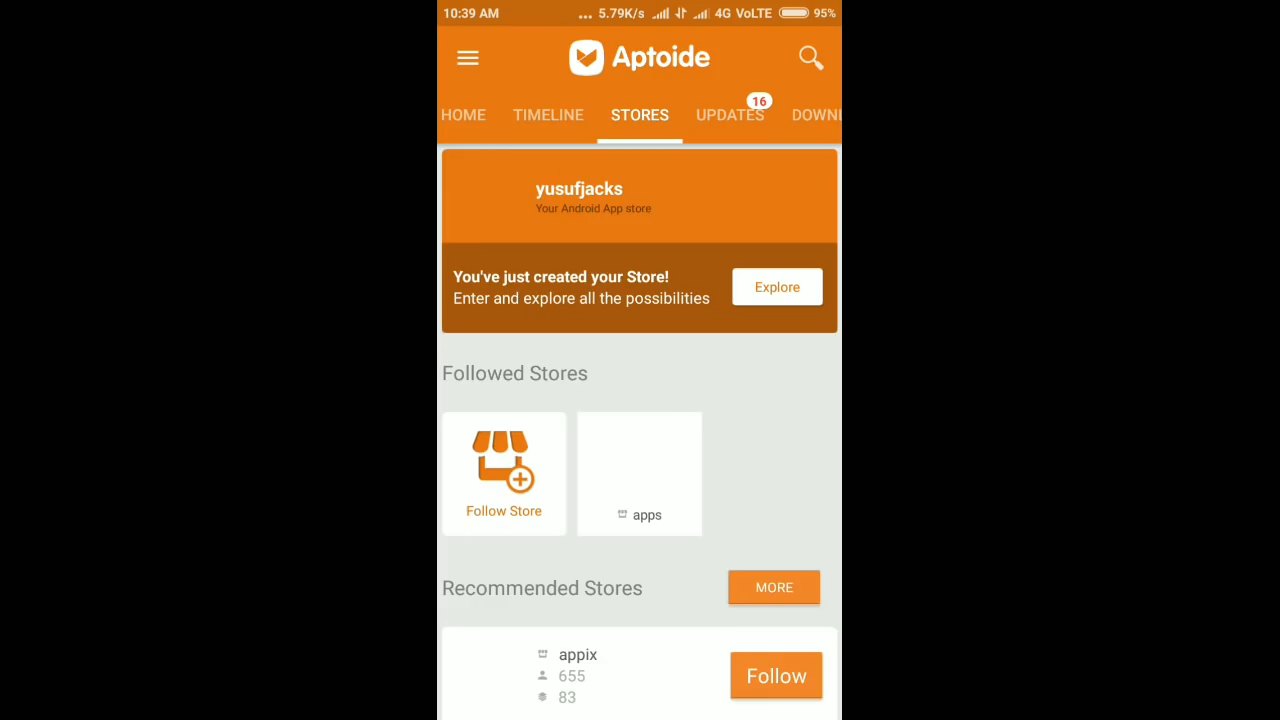 10:39 AM ... 5.79K/s 4G VoLTE 95%
Aptoide
HOME TIMELINE STORES UPDATES 16 DOWNL
yusufjacks
Your Android App store
You've just created your Store!
Enter and explore all the possibilities
Explore
Followed Stores
Follow Store
apps
Recommended Stores
MORE
appix
655
83
Follow